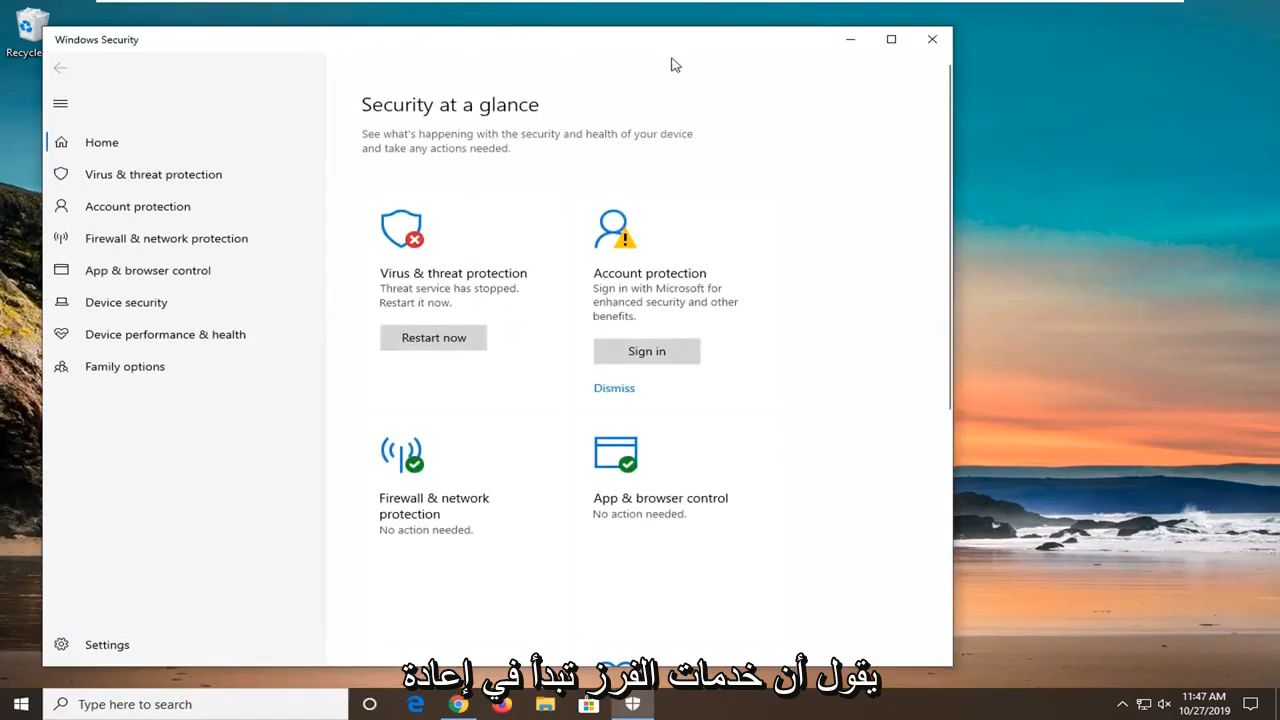 Recycle
Windows Security
Home
Virus & threat protection
Account protection
Firewall & network protection
App & browser control
Device security
Device performance & health
Family options
Settings
Security at a glance
See what's happening with the security and health of your device
and take any actions needed.
Virus & threat protection
Threat service has stopped.
Restart it now.
Restart now
Account protection
Sign in with Microsoft for
enhanced security and other
benefits.
Sign in
Dismiss
Firewall & network
protection
No action needed.
App & browser control
No action needed.
يقول أن خدمات الفرز تبدأ في إعادة
Type here to search
11:47 AM
10/27/2019